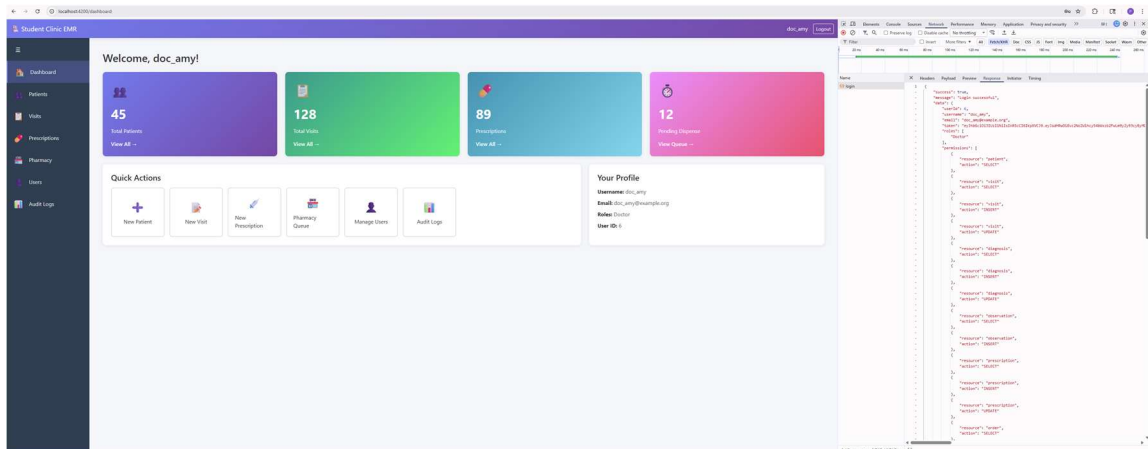 localhost:4200/dashboard
Student Clinic EMR
doc_amy
Logout
Dashboard
Patients
Visits
Prescriptions
Pharmacy
Users
Audit Logs
Welcome, doc_amy!
45
Total Patients
View All →
128
Total Visits
View All →
89
Prescriptions
View All →
12
Pending Dispense
View Queue →
Quick Actions
New Patient
New Visit
New
Prescription
Pharmacy
Queue
Manage Users
Audit Logs
Your Profile
Username: doc_amy
Email: doc_amy@example.org
Roles: Doctor
User ID: 6
Elements Console Sources Network Performance Memory Application Privacy and security
Preserve log Disable cache No throttling
Filter Invert More filters All Fetch/XHR Doc CSS JS Font Img Media Manifest Socket Wasm Other
Name
Headers Payload Preview Response Initiator Timing
login
1 {
"success": true,
"message": "Login successful",
"data": {
"userId": 6,
"username": "doc_amy",
"email": "doc_amy@example.org",
"token":
"roles": [
"Doctor"
],
"permissions": [
{
"resource": "patient",
"action": "SELECT"
},
{
"resource": "visit",
"action": "SELECT"
},
{
"resource": "visit",
"action": "INSERT"
},
{
"resource": "visit",
"action": "UPDATE"
},
{
"resource": "diagnosis",
"action": "SELECT"
},
{
"resource": "diagnosis",
"action": "INSERT"
},
{
"resource": "diagnosis",
"action": "UPDATE"
},
{
"resource": "observation",
"action": "SELECT"
},
{
"resource": "observation",
"action": "INSERT"
},
{
"resource": "prescription",
"action": "SELECT"
},
{
"resource": "prescription",
"action": "INSERT"
},
{
"resource": "prescription",
"action": "UPDATE"
},
{
"resource": "order",
"action": "SELECT"
},